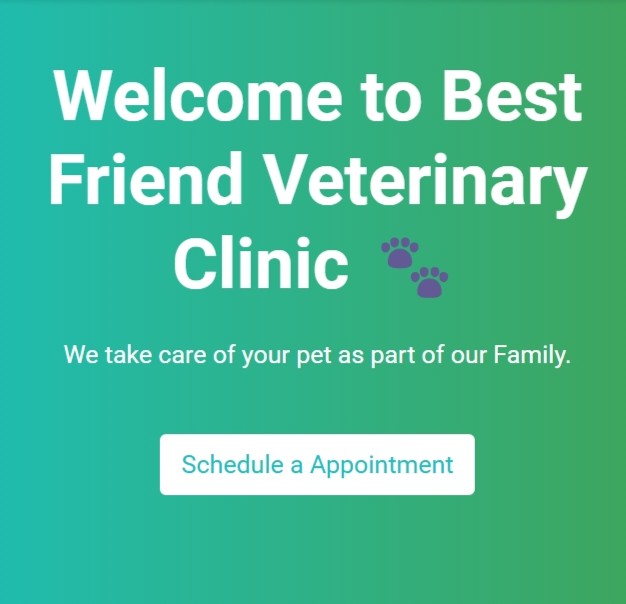 Welcome to Best
Friend Veterinary
Clinic 🐾
We take care of your pet as part of our Family.
Schedule a Appointment